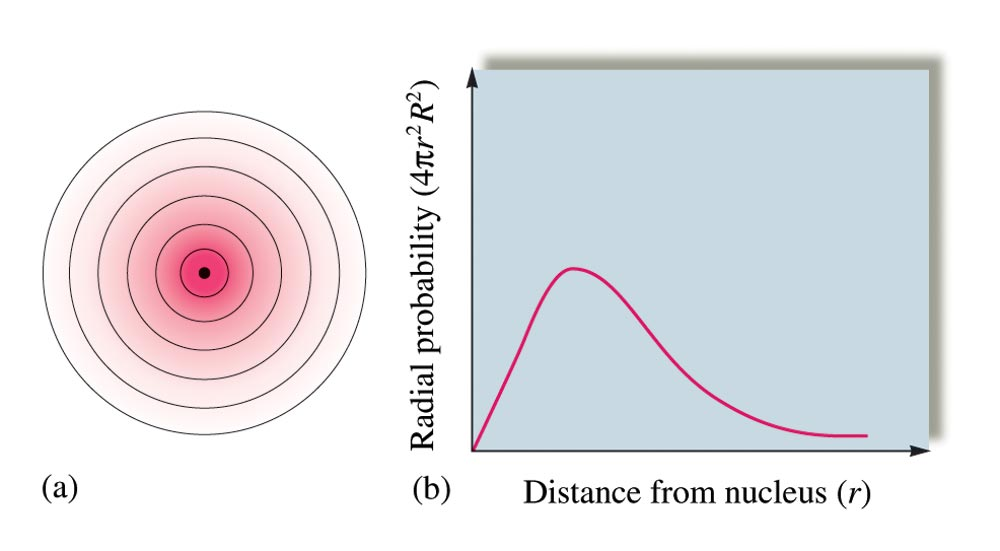 Radial probability (4πr²R²)
(a)
(b)
Distance from nucleus (r)